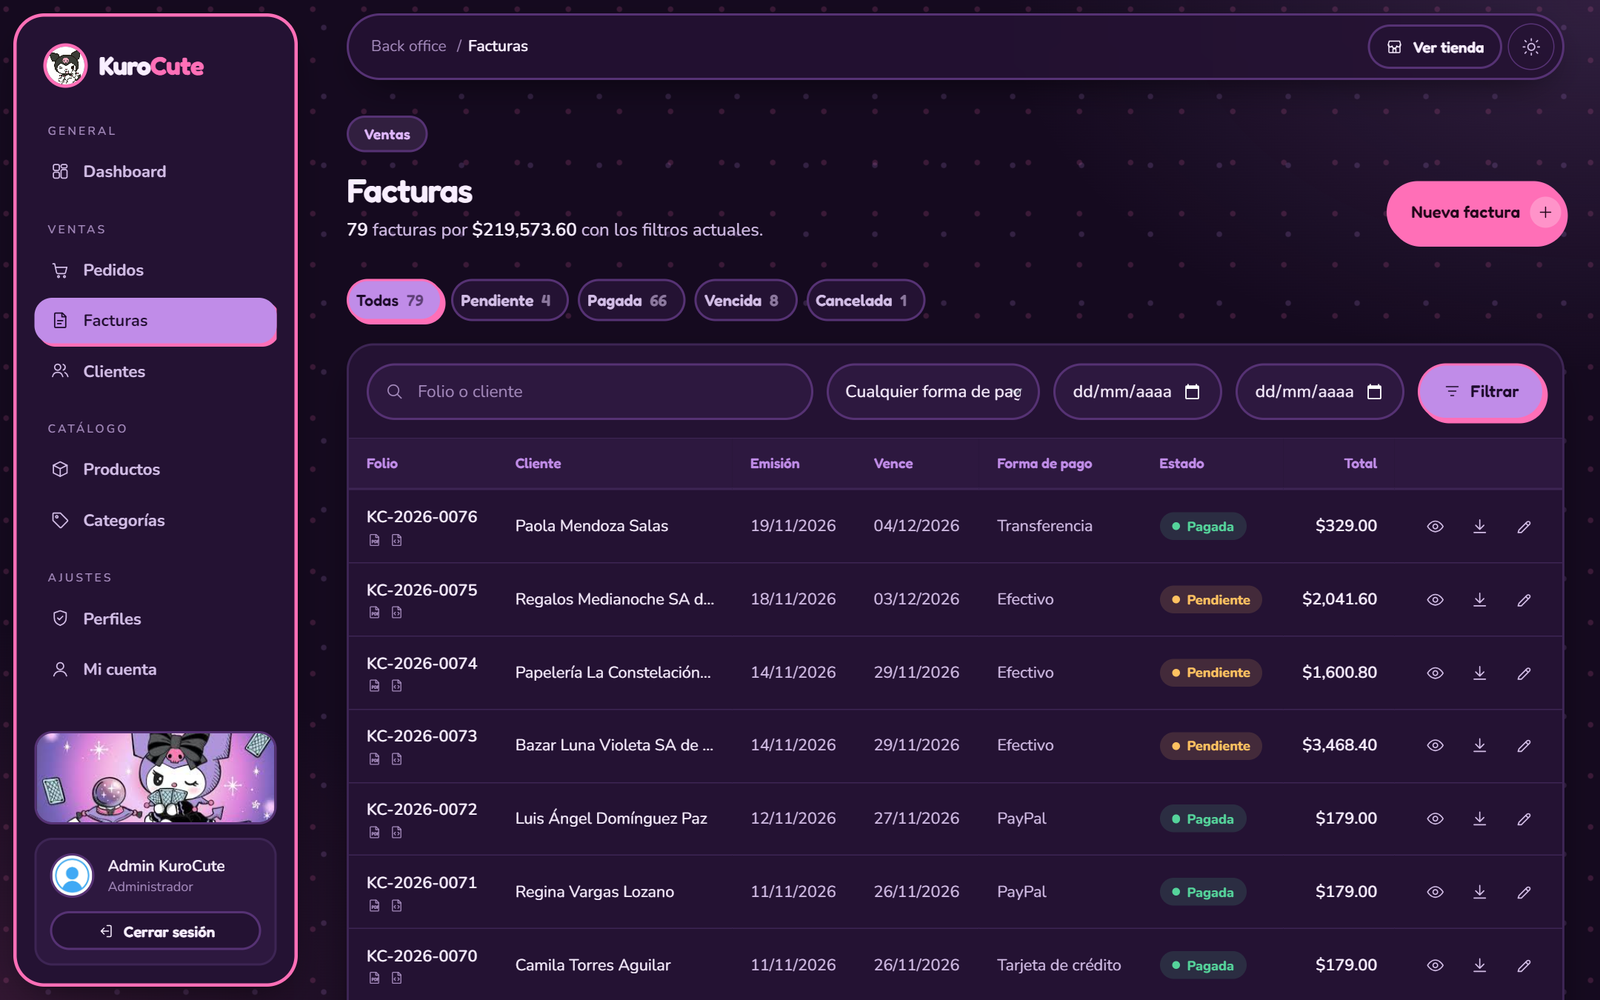 KuroCute
GENERAL
Dashboard
VENTAS
Pedidos
Facturas
Clientes
CATÁLOGO
Productos
Categorías
AJUSTES
Perfiles
Mi cuenta
Admin KuroCute
Administrador
Cerrar sesión
Back office / Facturas
Ver tienda
Ventas
Facturas
79 facturas por $219,573.60 con los filtros actuales.
Nueva factura
Todas 79
Pendiente 4
Pagada 66
Vencida 8
Cancelada 1
Folio o cliente
Cualquier forma de pag
dd/mm/aaaa
dd/mm/aaaa
Filtrar
Folio Cliente Emisión Vence Forma de pago Estado Total
KC-2026-0076 Paola Mendoza Salas 19/11/2026 04/12/2026 Transferencia Pagada $329.00
KC-2026-0075 Regalos Medianoche SA d... 18/11/2026 03/12/2026 Efectivo Pendiente $2,041.60
KC-2026-0074 Papelería La Constelación... 14/11/2026 29/11/2026 Efectivo Pendiente $1,600.80
KC-2026-0073 Bazar Luna Violeta SA de ... 14/11/2026 29/11/2026 Efectivo Pendiente $3,468.40
KC-2026-0072 Luis Ángel Domínguez Paz 12/11/2026 27/11/2026 PayPal Pagada $179.00
KC-2026-0071 Regina Vargas Lozano 11/11/2026 26/11/2026 PayPal Pagada $179.00
KC-2026-0070 Camila Torres Aguilar 11/11/2026 26/11/2026 Tarjeta de crédito Pagada $179.00